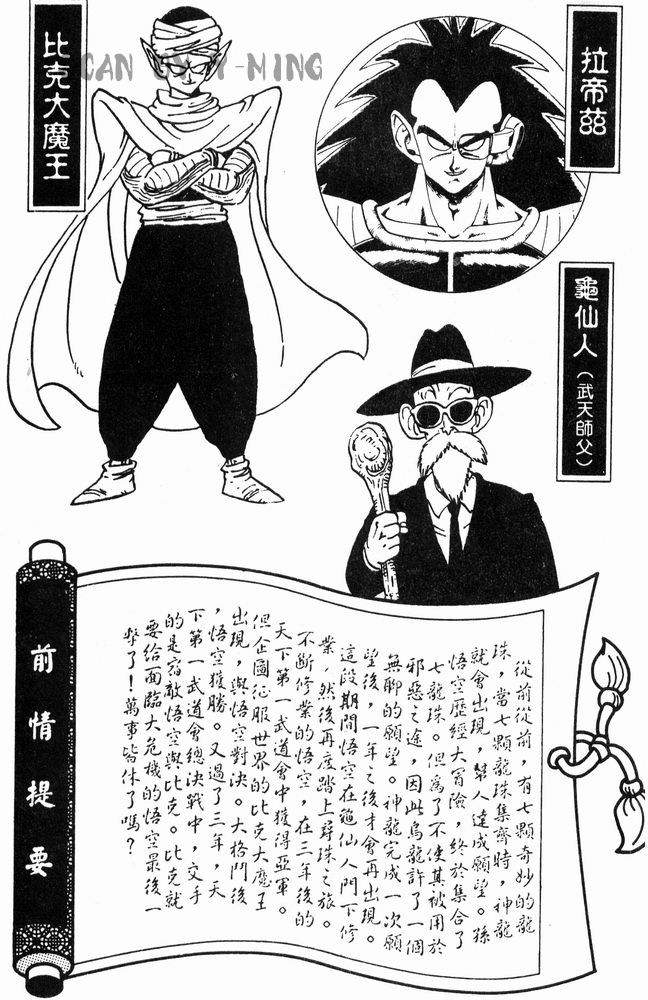 拉帝茲
CAN
MING
比克大魔王
龜仙人（武天師父）
前情提要
從前從前，有七顆奇妙的龍
珠，當七顆龍珠集齊時，神龍
就會出現，幫人達成願望。孫
悟空歷經大冒險，終於集合了
七龍珠。但為了不使其被用於
邪惡之途，因此烏龍許了一個
無聊的願望。神龍完成一次願
望後，一年之後才會再出現。
這段期間悟空在龜仙人門下修
業，然後再度踏上尋珠之旅。
不斷修業的悟空，在三年後的
天下第一武道會中獲得亞軍。
但企圖征服世界的比克大魔王
出現，與悟空對決。大格鬥後
，悟空獲勝。又過了三年，天
下第一武道會總決戰中，交手
的是宿敵悟空與比克。比克就
要給面臨大危機的悟空最後一
擊了！萬事皆休了嗎？